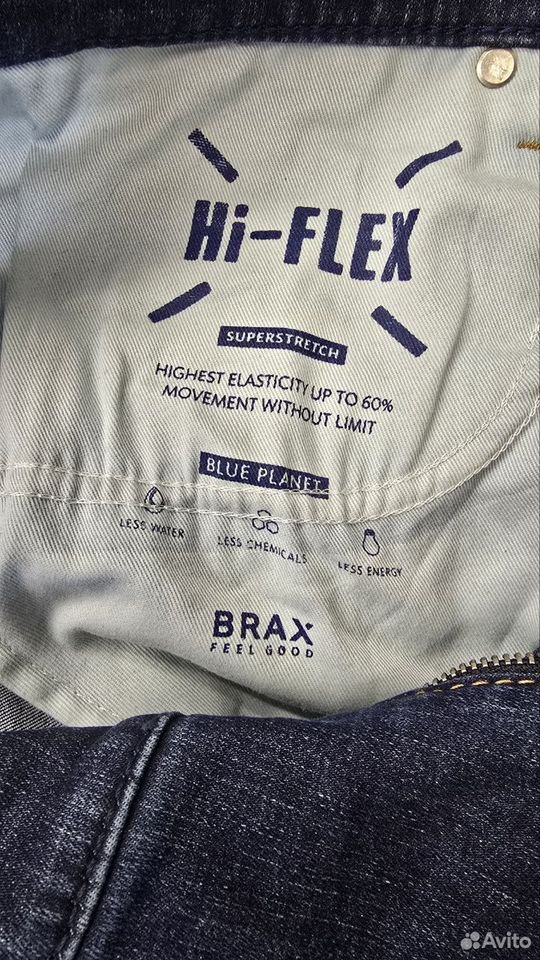 Hi-FLEX
SUPERSTRETCH
HIGHEST ELASTICITY UP TO 60%
MOVEMENT WITHOUT LIMIT
BLUE PLANET
LESS WATER
LESS CHEMICALS
LESS ENERGY
BRAX
FEEL GOOD
Avito